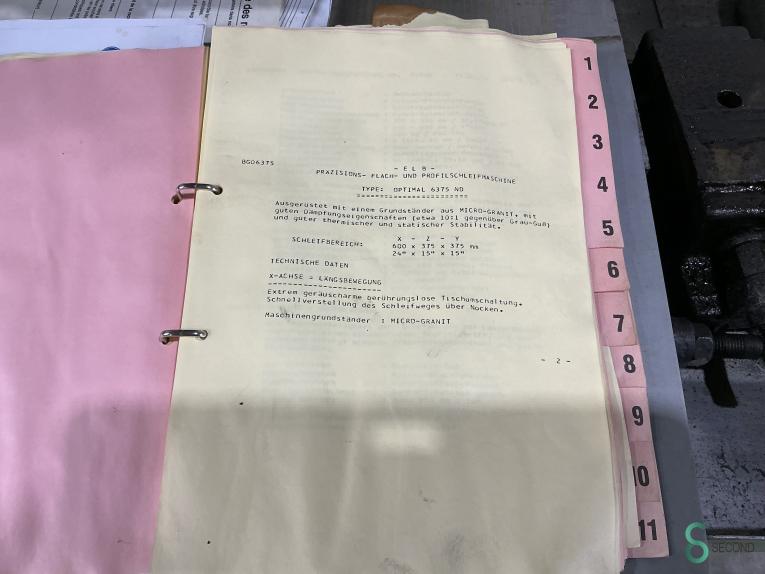 BGO6375
- E L B -
PRÄZISIONS- FLACH- UND PROFILSCHLEIFMASCHINE
TYPE: OPTIMAL 6375 ND
Ausgerüstet mit einem Grundständer aus MICRO-GRANIT, mit
guten Dämpfungseigenschaften (etwa 10:1 gegenüber Grau-Guß)
und guter thermischer und statischer Stabilität.
X - Z - Y
SCHLEIFBEREICH: 600 x 375 x 375 mm
24" x 15" x 15"
TECHNISCHE DATEN
X-ACHSE = LÄNGSBEWEGUNG
Extrem geräuscharme berührungslose Tischumschaltung.
Schnellverstellung des Schleifweges über Nocken.
Maschinengrundständer : MICRO-GRANIT
- 2 -
1
2
3
4
5
6
7
8
9
10
11
SECOND